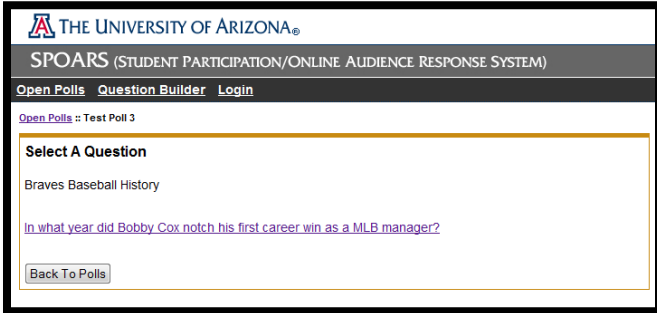 A THE UNIVERSITY OF ARIZONA®
SPOARS (STUDENT PARTICIPATION/ONLINE AUDIENCE RESPONSE SYSTEM)
Open Polls Question Builder Login
Open Polls :: Test Poll 3
Select A Question
Braves Baseball History
In what year did Bobby Cox notch his first career win as a MLB manager?
Back To Polls